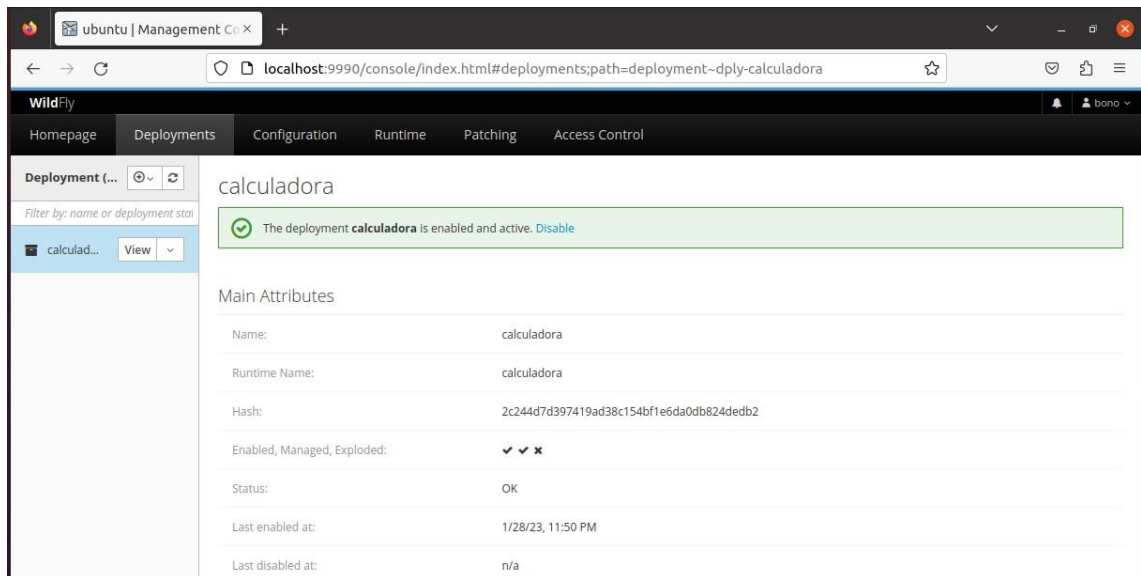 ubuntu | Management Co
localhost:9990/console/index.html#deployments;path=deployment~dply-calculadora
WildFly
bono
Homepage Deployments Configuration Runtime Patching Access Control
Deployment (...
Filter by: name or deployment stat
calculad... View
calculadora
The deployment calculadora is enabled and active. Disable
Main Attributes
Name: calculadora
Runtime Name: calculadora
Hash: 2c244d7d397419ad38c154bf1e6da0db824dedb2
Enabled, Managed, Exploded:
Status: OK
Last enabled at: 1/28/23, 11:50 PM
Last disabled at: n/a